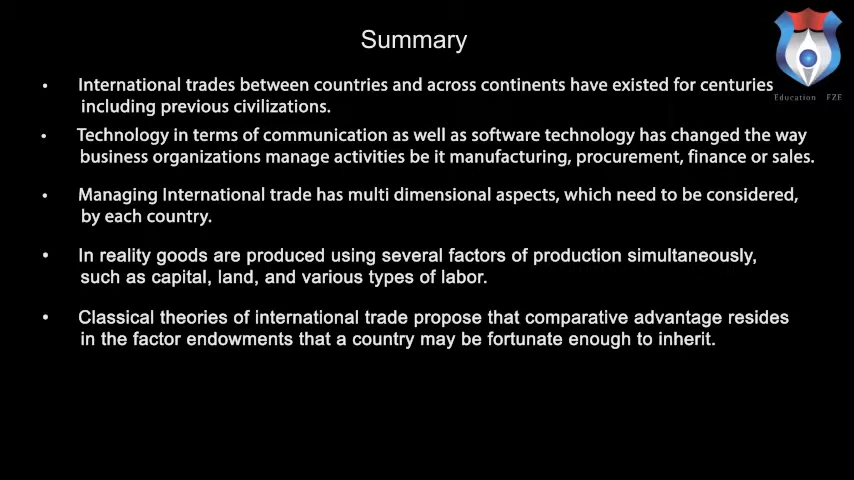 Summary
Education FZE
• International trades between countries and across continents have existed for centuries
including previous civilizations.
• Technology in terms of communication as well as software technology has changed the way
business organizations manage activities be it manufacturing, procurement, finance or sales.
• Managing International trade has multi dimensional aspects, which need to be considered,
by each country.
• In reality goods are produced using several factors of production simultaneously,
such as capital, land, and various types of labor.
• Classical theories of international trade propose that comparative advantage resides
in the factor endowments that a country may be fortunate enough to inherit.